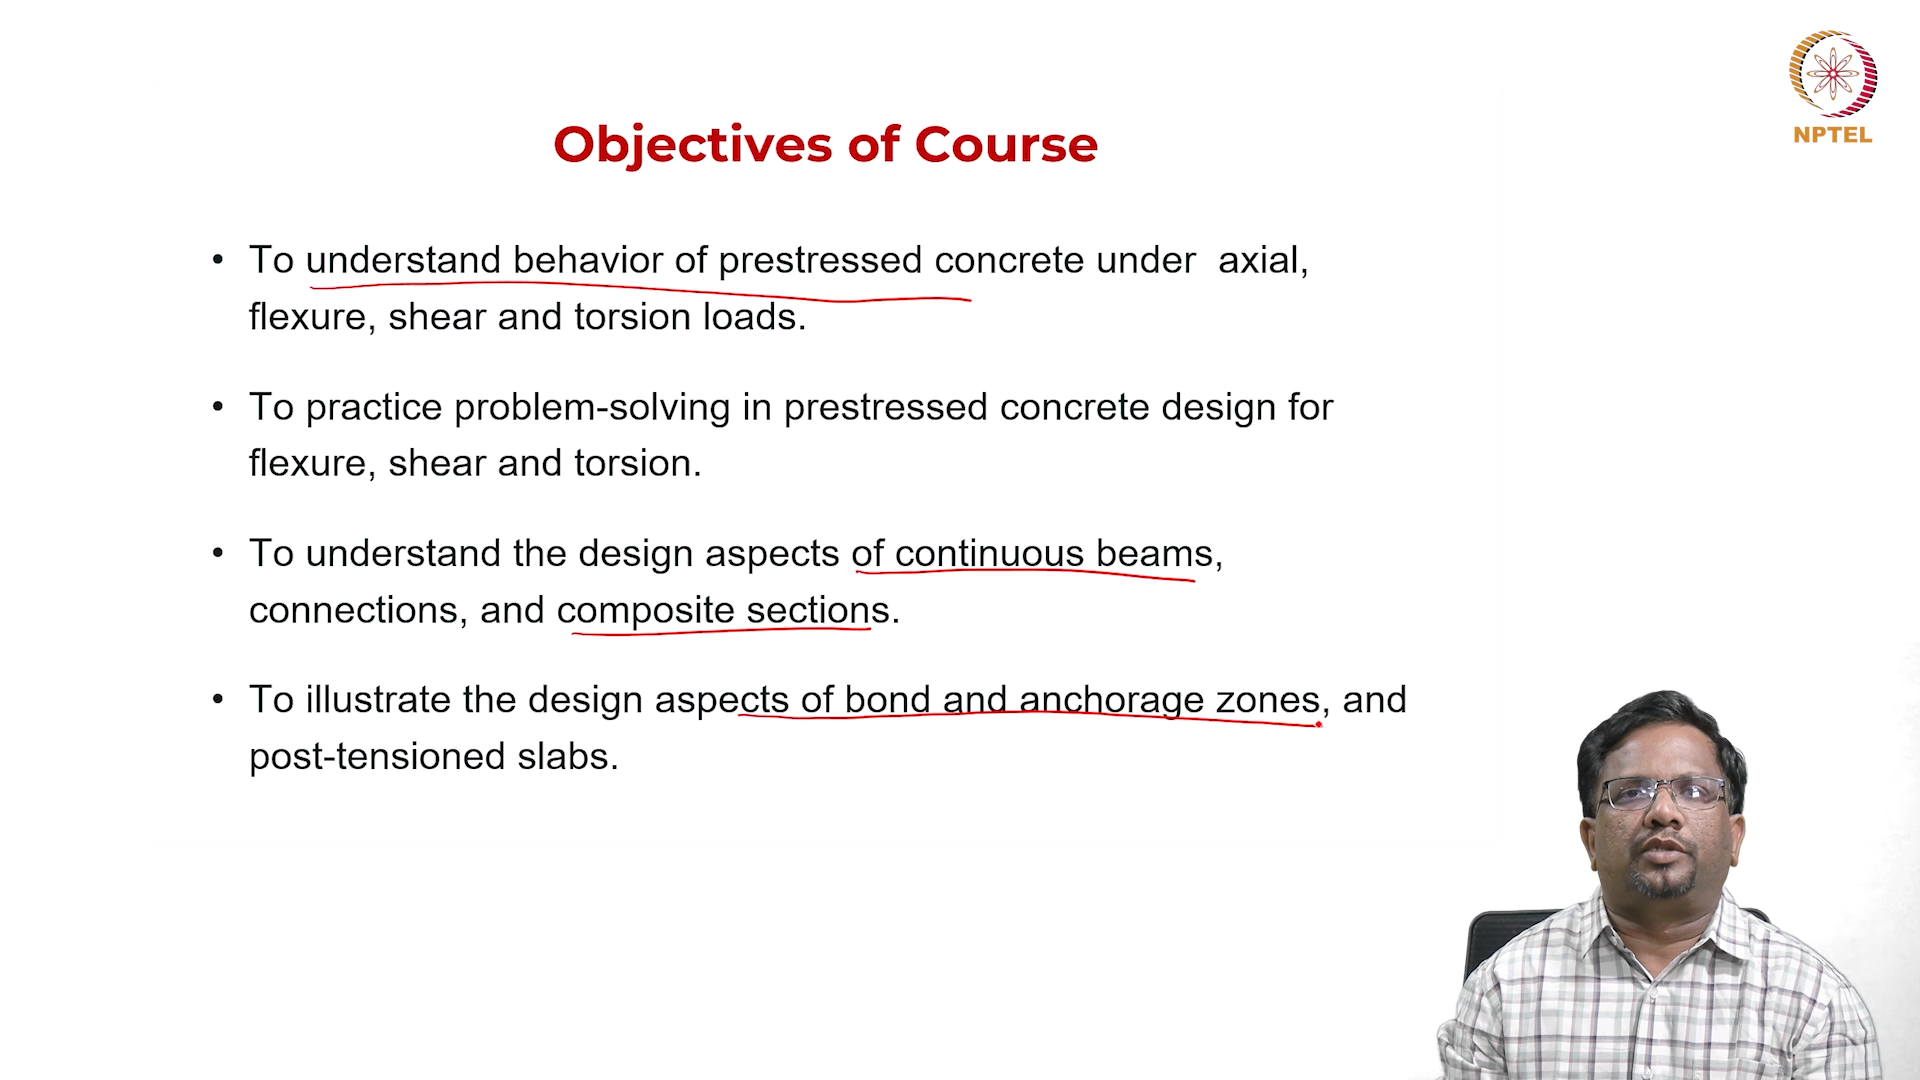 NPTEL
Objectives of Course
• To understand behavior of prestressed concrete under axial,
flexure, shear and torsion loads.
• To practice problem-solving in prestressed concrete design for
flexure, shear and torsion.
• To understand the design aspects of continuous beams,
connections, and composite sections.
• To illustrate the design aspects of bond and anchorage zones, and
post-tensioned slabs.